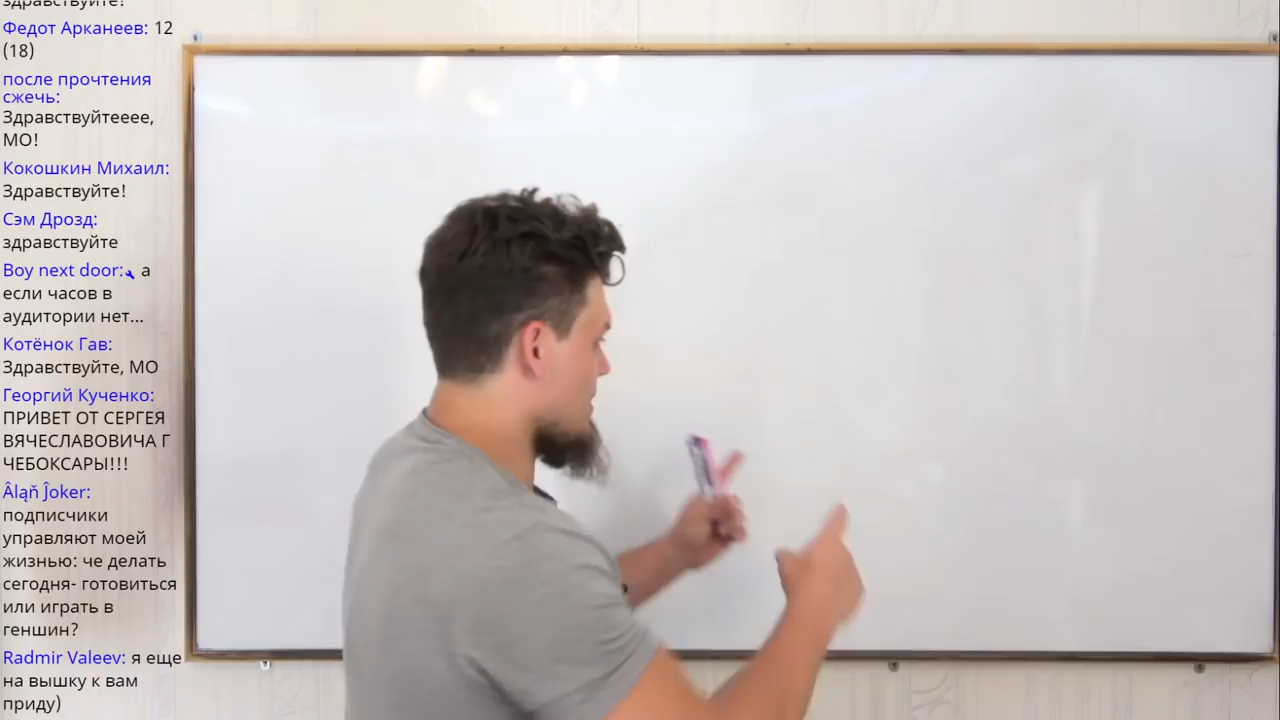 здравствуйте!
Федот Арканеев: 12
(18)
после прочтения
сжечь:
Здравствуйтееее,
МО!
Кокошкин Михаил:
Здравствуйте!
Сэм Дрозд:
здравствуйте
Boy next door: а
если часов в
аудитории нет...
Котёнок Гав:
Здравствуйте, МО
Георгий Кученко:
ПРИВЕТ ОТ СЕРГЕЯ
ВЯЧЕСЛАВОВИЧА Г
ЧЕБОКСАРЫ!!!
Âląň Ĵoker:
подписчики
управляют моей
жизнью: че делать
сегодня- готовиться
или играть в
геншин?
Radmir Valeev: я еще
на вышку к вам
приду)